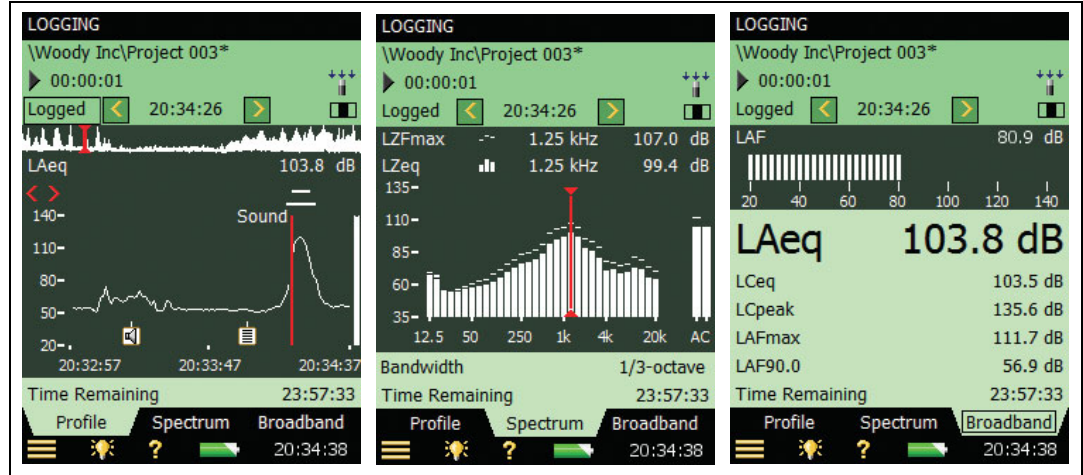 LOGGING
\Woody Inc\Project 003*
00:00:01
Logged < 20:34:26 >
LAeq 103.8 dB
< >
140-
Sound
110-
80-
50-
20-
20:32:57 20:33:47 20:34:37
Time Remaining 23:57:33
Profile Spectrum Broadband
? 20:34:38
LOGGING
\Woody Inc\Project 003*
00:00:01
Logged < 20:34:26 >
LZFmax 1.25 kHz 107.0 dB
LZeq 1.25 kHz 99.4 dB
135-
110-
85-
60-
35-
12.5 50 250 1k 4k 20k AC
Bandwidth 1/3-octave
Time Remaining 23:57:33
Profile Spectrum Broadband
? 20:34:38
LOGGING
\Woody Inc\Project 003*
00:00:01
Logged < 20:34:26 >
LAF 80.9 dB
20 40 60 80 100 120 140
LAeq 103.8 dB
LCeq 103.5 dB
LCpeak 135.6 dB
LAFmax 111.7 dB
LAF90.0 56.9 dB
Time Remaining 23:57:33
Profile Spectrum Broadband
? 20:34:38